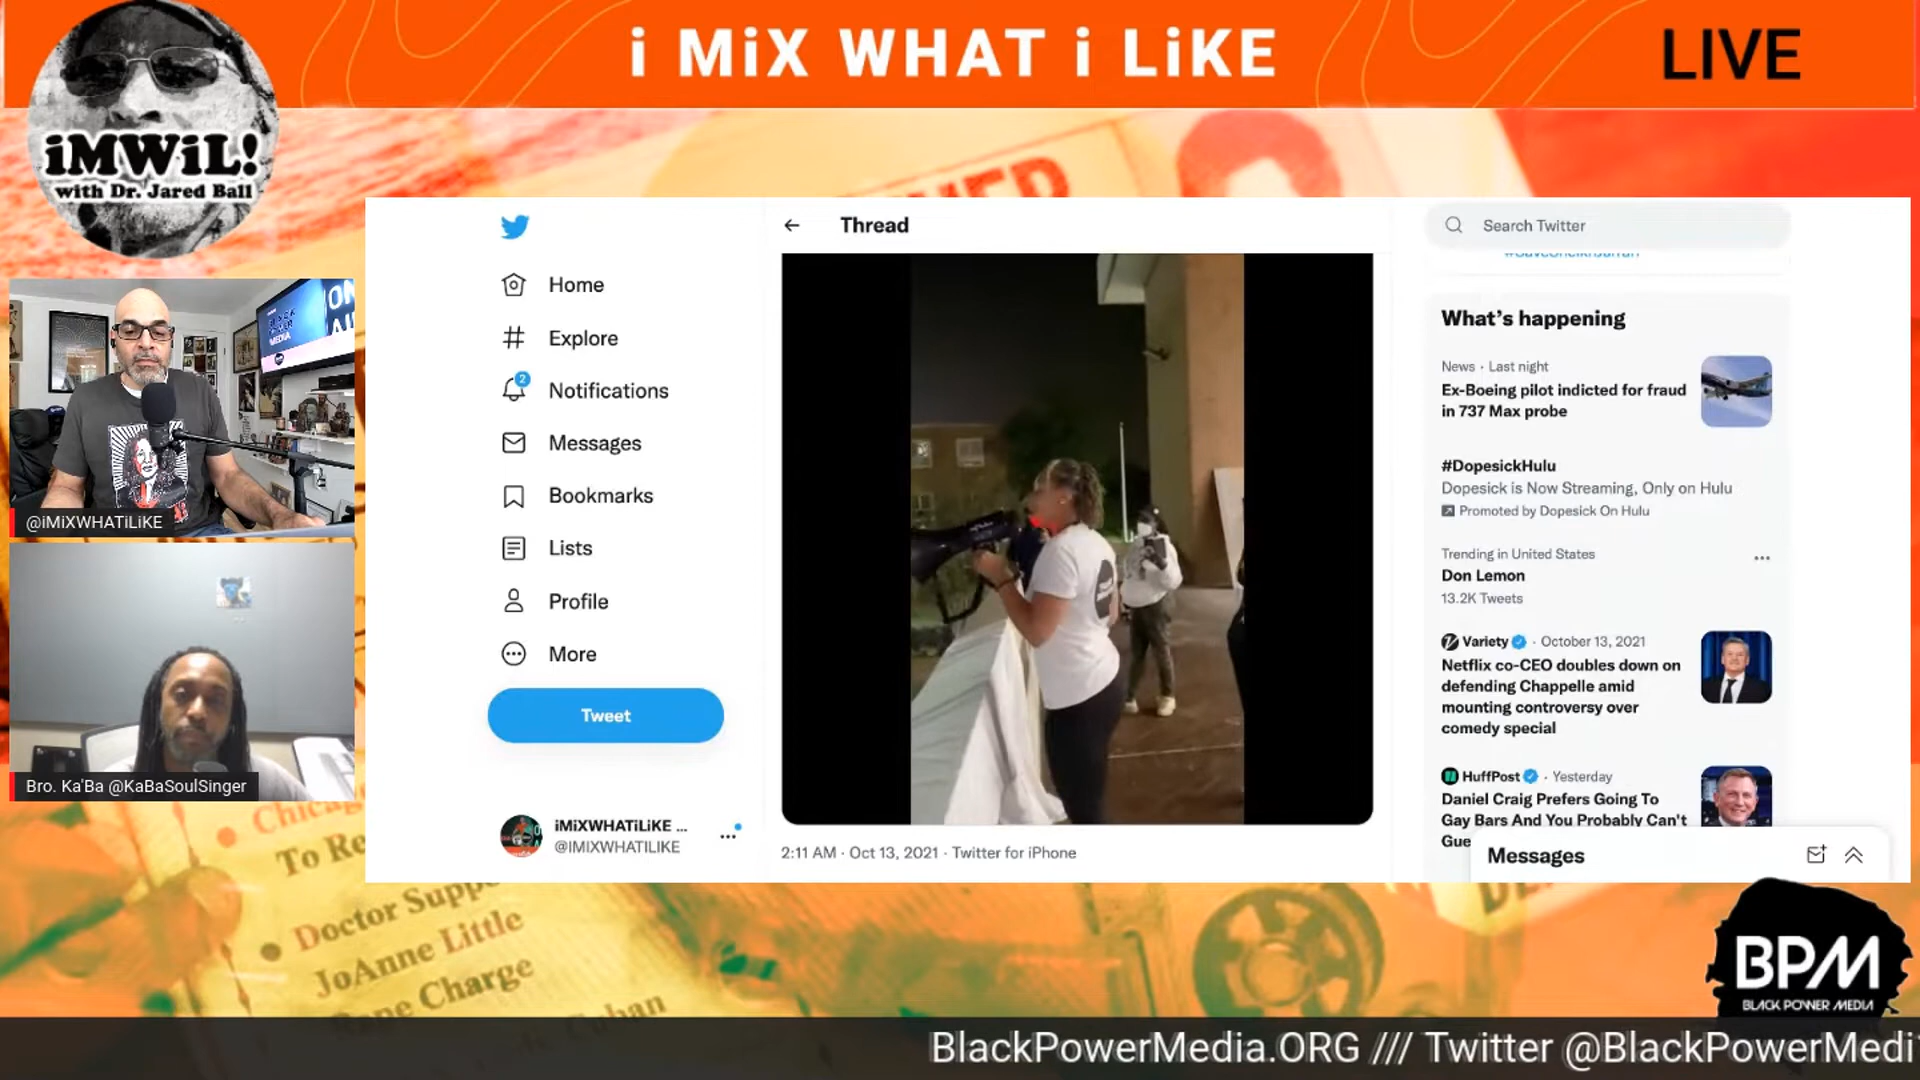 i MiX WHAT i LiKE
LIVE
iMWiL!
with Dr. Jared Ball
@iMiXWHATiLiKE
Bro. Ka'Ba @KaBaSoulSinger
Home
Explore
2
Notifications
Messages
Bookmarks
Lists
Profile
More
Tweet
iMiXWHATiLiKE ...
@IMIXWHATILIKE
Thread
2:11 AM · Oct 13, 2021 · Twitter for iPhone
Search Twitter
What's happening
News · Last night
Ex-Boeing pilot indicted for fraud
in 737 Max probe
#DopesickHulu
Dopesick is Now Streaming, Only on Hulu
Promoted by Dopesick On Hulu
Trending in United States
Don Lemon
13.2K Tweets
Variety · October 13, 2021
Netflix co-CEO doubles down on
defending Chappelle amid
mounting controversy over
comedy special
HuffPost · Yesterday
Daniel Craig Prefers Going To
Gay Bars And You Probably Can't
Gue
Messages
To Re
Doctor Suppo
JoAnne Little
Charge
BPM
BLACK POWER MEDIA
BlackPowerMedia.ORG /// Twitter @BlackPowerMedi